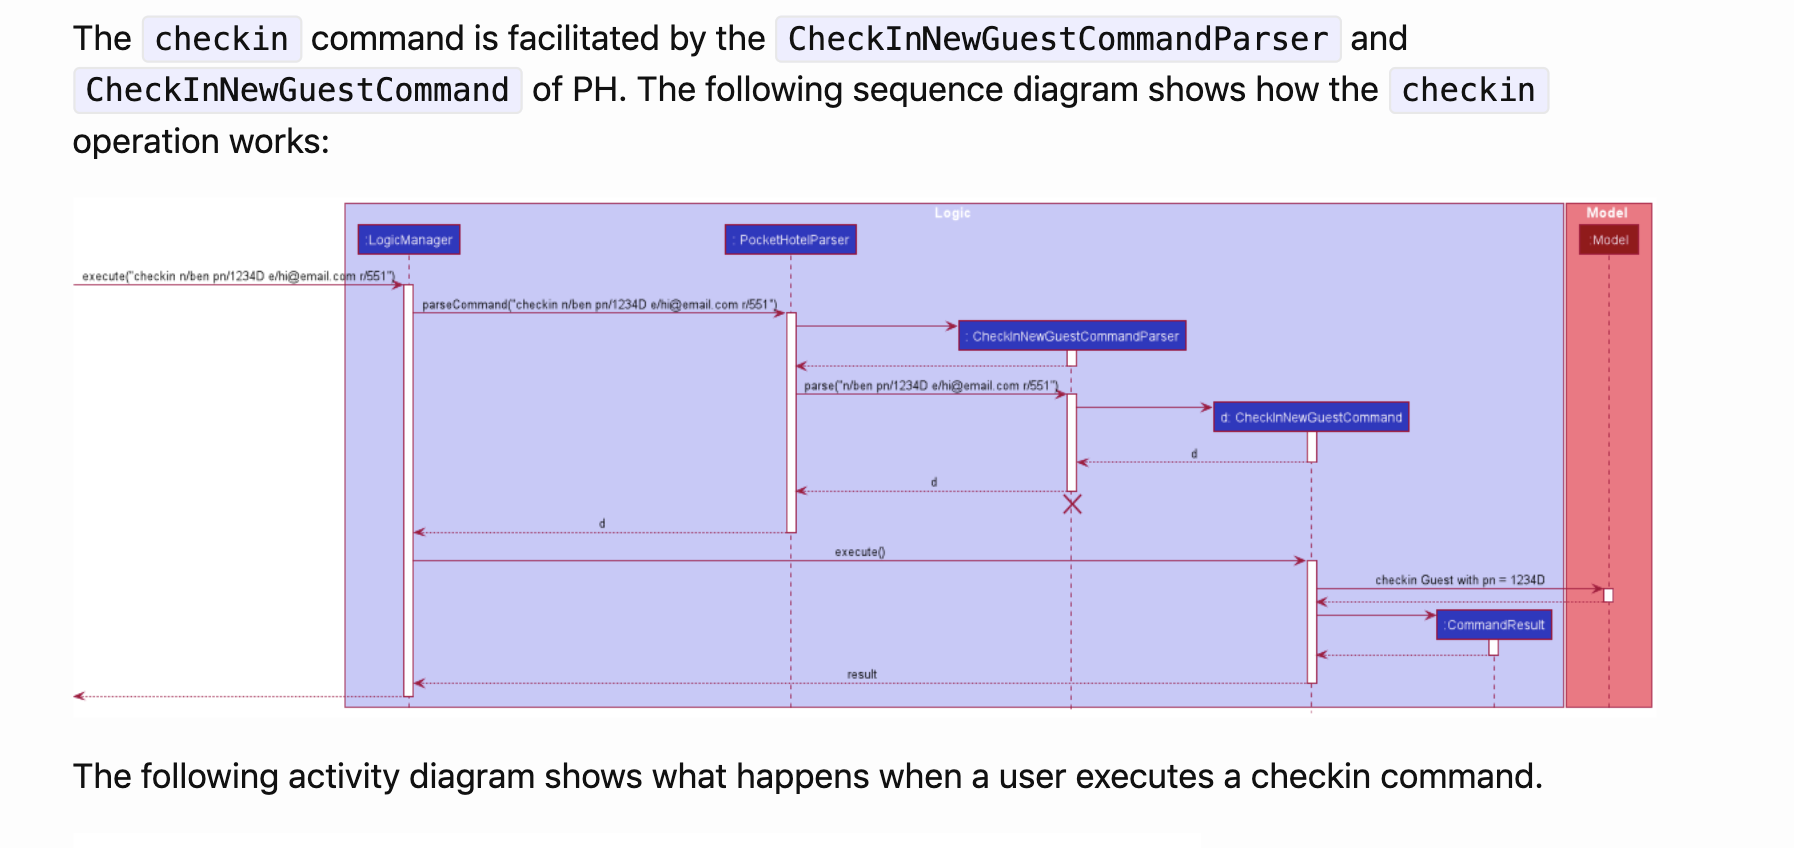 The checkin command is facilitated by the CheckInNewGuestCommandParser and
CheckInNewGuestCommand of PH. The following sequence diagram shows how the checkin
operation works:
Logic
Model
:LogicManager
: PocketHotelParser
:Model
execute("checkin n/ben pn/1234D e/hi@email.com r/551")
parseCommand("checkin n/ben pn/1234D e/hi@email.com r/551")
: CheckInNewGuestCommandParser
parse("n/ben pn/1234D e/hi@email.com r/551")
d: CheckInNewGuestCommand
d
d
d
execute()
checkin Guest with pn = 1234D
:CommandResult
result
The following activity diagram shows what happens when a user executes a checkin command.